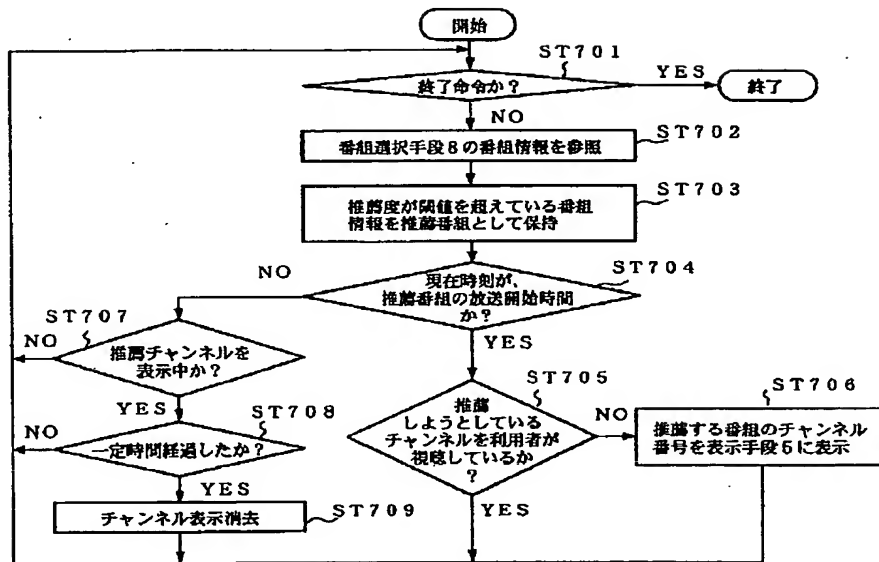 開始
ST701
終了命令か?
YES
終了
NO
ST702
番組選択手段8の番組情報を参照
ST703
推薦度が閾値を超えている番組
情報を推薦番組として保持
ST704
現在時刻が、
推薦番組の放送開始時間
か?
NO
YES
ST707
推薦チャンネルを
表示中か?
NO
YES
ST708
一定時間経過したか?
NO
YES
チャンネル表示消去
ST709
ST705
推薦
しようとしている
チャンネルを利用者が
視聴しているか
?
NO
YES
ST706
推薦する番組のチャンネル
番号を表示手段5に表示